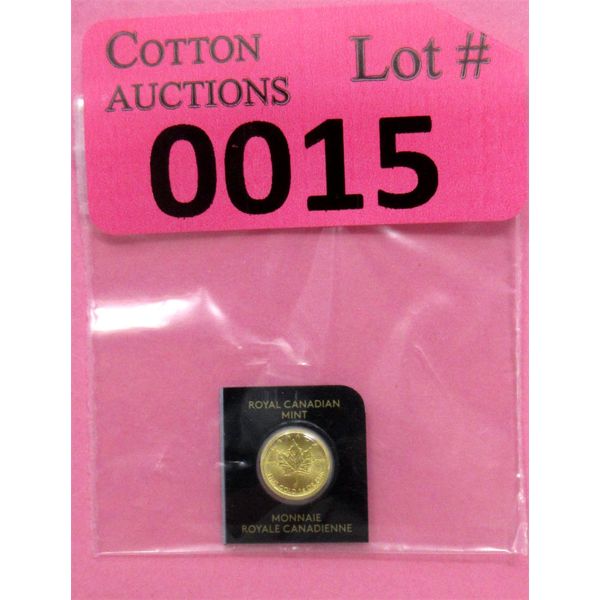 COTTON
AUCTIONS
Lot #
0015
ROYAL CANADIAN
MINT
MONNAIE
ROYALE CANADIENNE